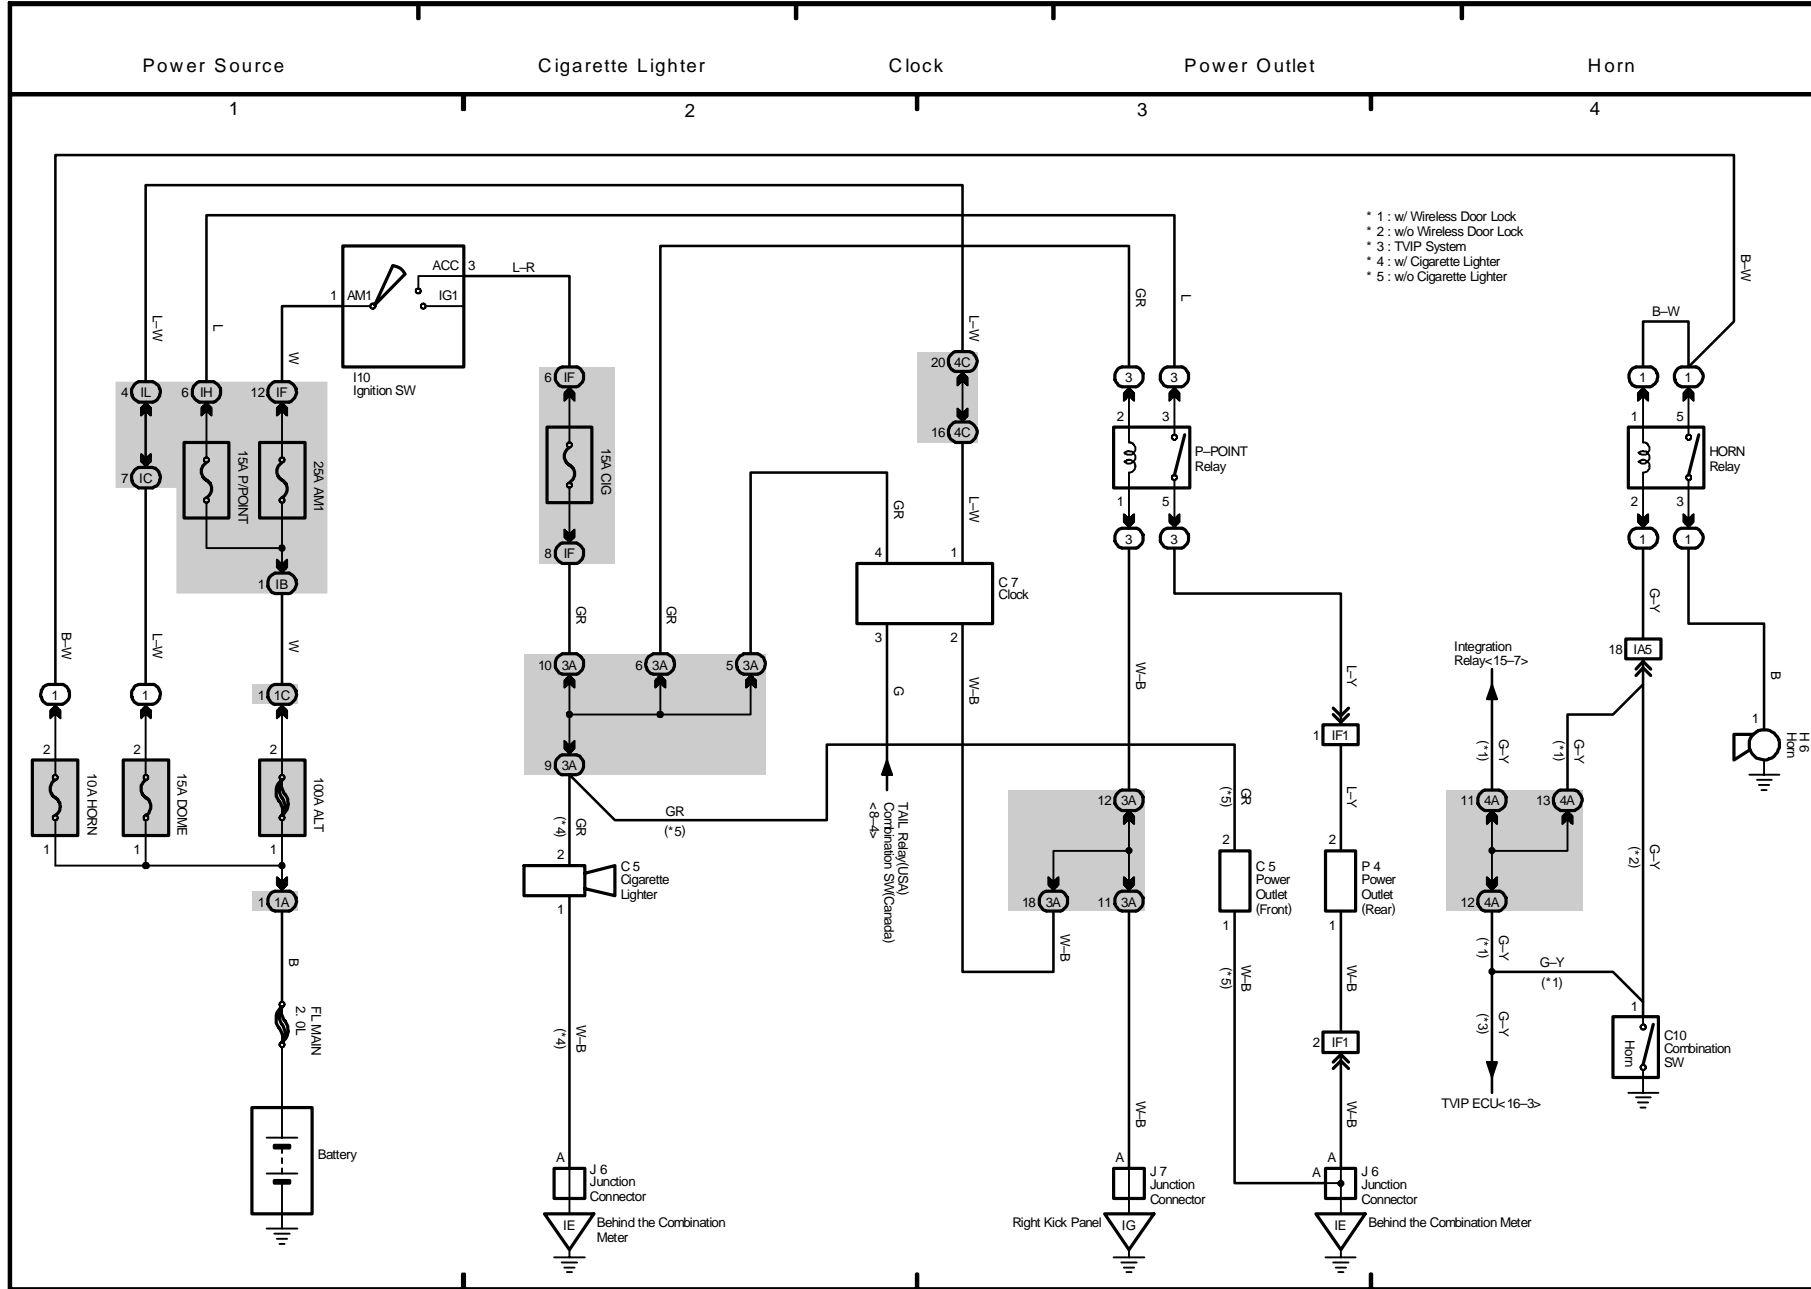 Power Source
Cigarette Lighter
Clock
Power Outlet
Horn
1
2
3
4
* 1 : w/ Wireless Door Lock
* 2 : w/o Wireless Door Lock
* 3 : TVIP System
* 4 : w/ Cigarette Lighter
* 5 : w/o Cigarette Lighter
B–W
L–W
L
W
1
AM1
ACC
3
IG1
I10
Ignition SW
L–R
4 IL
6 IH
12 IF
7 IC
15A P/POINT
25A AM1
1 IB
B–W
L–W
W
1
1
1 1C
2
2
2
10A HORN
15A DOME
100A ALT
1
1
1
1 1A
B
FL MAIN
2. 0L
Battery
6 IF
15A CIG
8 IF
GR
GR
10 3A
6 3A
5 3A
9 3A
GR
(*4)
GR
(*5)
2
C 5
Cigarette
Lighter
1
W–B
(*4)
A
J 6
Junction
Connector
IE
Behind the Combination
Meter
L–W
20 4C
16 4C
GR
L–W
4
1
C 7
Clock
3
2
G
W–B
TAIL Relay(USA)
Combination SW(Canada)
<8–4>
GR
L
3
3
2
3
P–POINT
Relay
1
5
3
3
W–B
L–Y
1 IF1
12 3A
18 3A
11 3A
W–B
GR
(*5)
L–Y
2
2
C 5
Power
Outlet
(Front)
P 4
Power
Outlet
(Rear)
1
1
W–B
(*5)
W–B
2 IF1
W–B
W–B
A
J 7
Junction
Connector
Right Kick Panel
IG
A
A
J 6
Junction
Connector
IE
Behind the Combination Meter
B–W
B–W
1
1
1
5
HORN
Relay
2
3
1
1
G–Y
18 IA5
B
1
H 6
Horn
Integration
Relay<15–7>
G–Y
(*1)
G–Y
(*1)
11 4A
13 4A
12 4A
G–Y
(*2)
G–Y
(*1)
G–Y
(*1)
G–Y
(*3)
TVIP ECU<16–3>
1
Horn
C10
Combination
SW